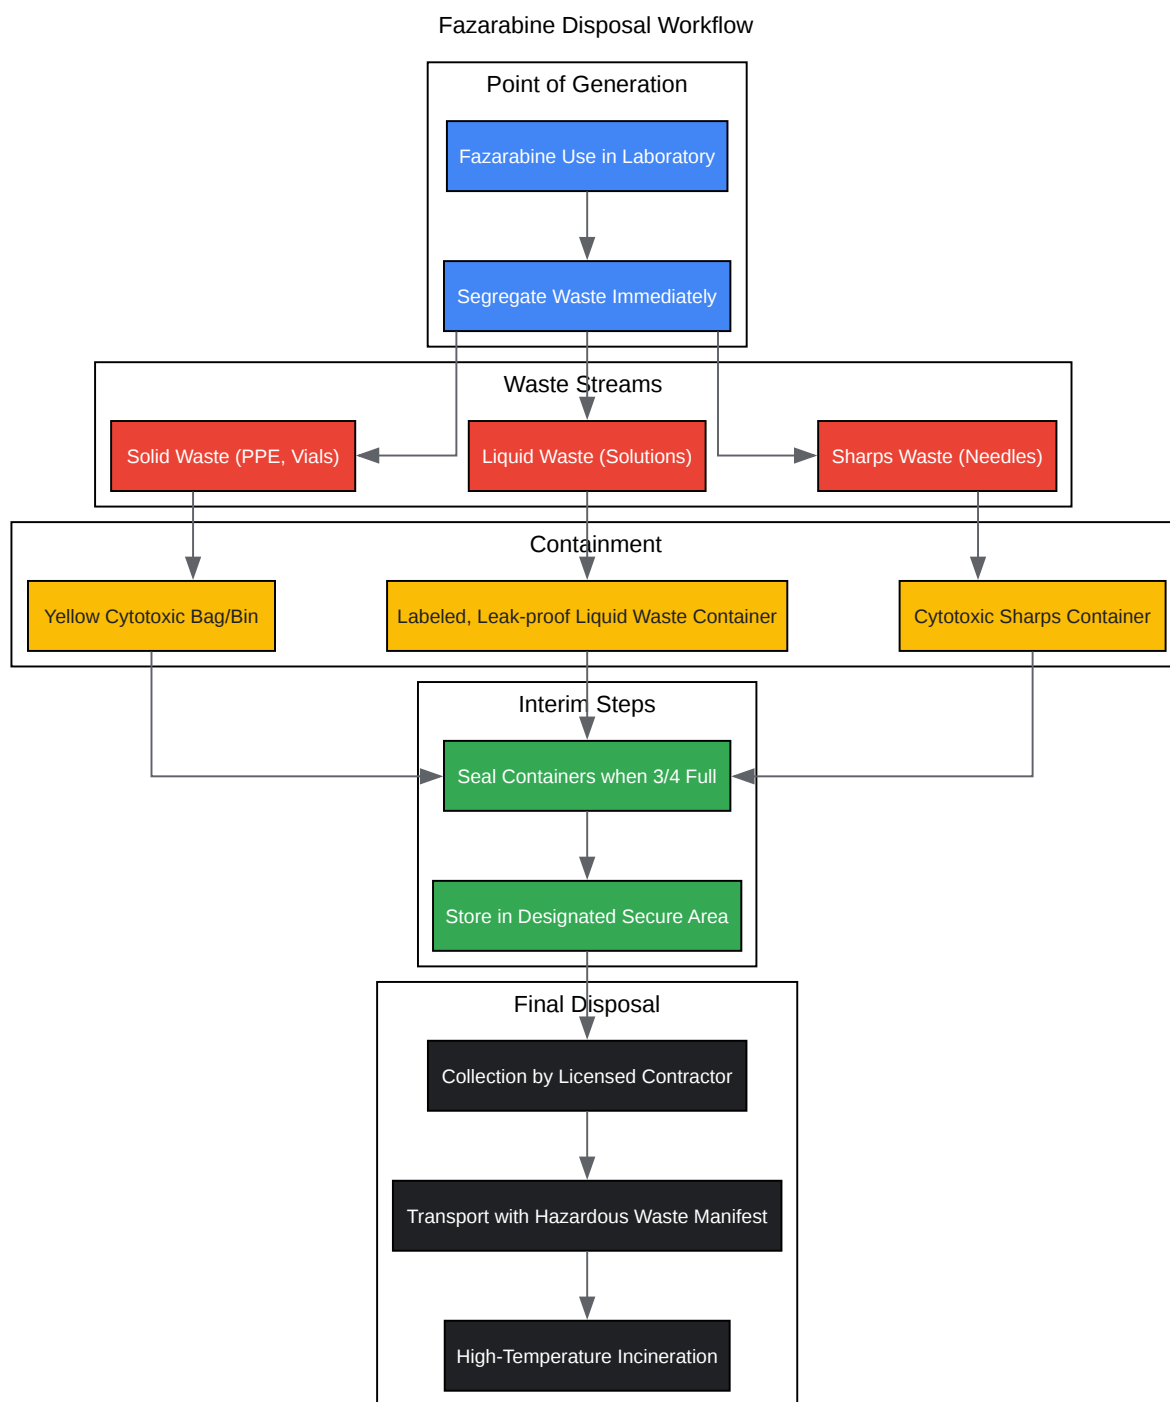 Fazarabine Disposal Workflow
Point of Generation
Fazarabine Use in Laboratory
Segregate Waste Immediately
Waste Streams
Solid Waste (PPE, Vials)
Liquid Waste (Solutions)
Sharps Waste (Needles)
Containment
Yellow Cytotoxic Bag/Bin
Labeled, Leak-proof Liquid Waste Container
Cytotoxic Sharps Container
Interim Steps
Seal Containers when 3/4 Full
Store in Designated Secure Area
Final Disposal
Collection by Licensed Contractor
Transport with Hazardous Waste Manifest
High-Temperature Incineration